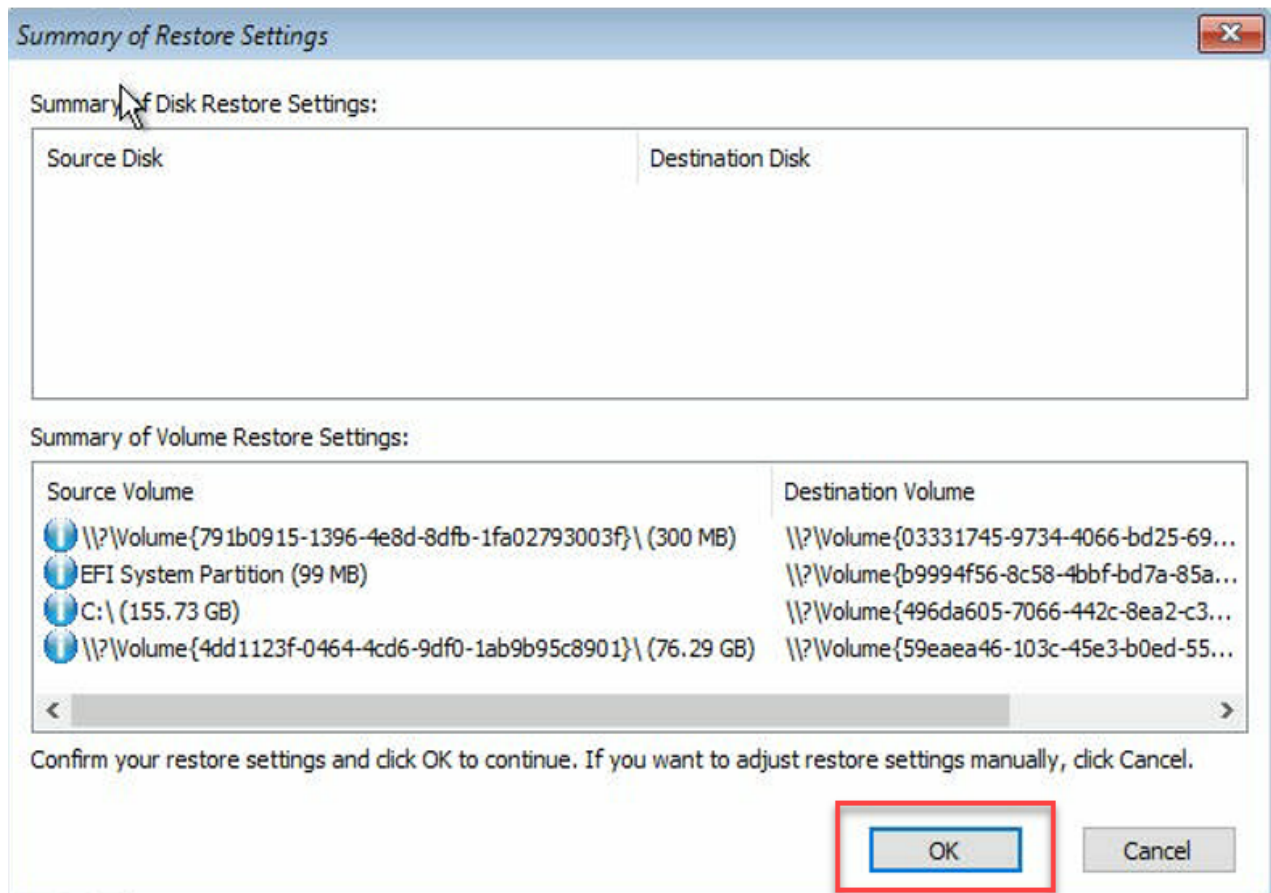 Summary of Restore Settings
Summary of Disk Restore Settings:
Source Disk Destination Disk
Summary of Volume Restore Settings:
Source Volume Destination Volume
\\?\Volume{791b0915-1396-4e8d-8dfb-1fa02793003f}\ (300 MB) \\?\Volume{03331745-9734-4066-bd25-69...
EFI System Partition (99 MB) \\?\Volume{b9994f56-8c58-4bbf-bd7a-85a...
C:\ (155.73 GB) \\?\Volume{496da605-7066-442c-8ea2-c3...
\\?\Volume{4dd1123f-0464-4cd6-9df0-1ab9b95c8901}\ (76.29 GB) \\?\Volume{59eaea46-103c-45e3-b0ed-55...
Confirm your restore settings and click OK to continue. If you want to adjust restore settings manually, click Cancel.
OK Cancel